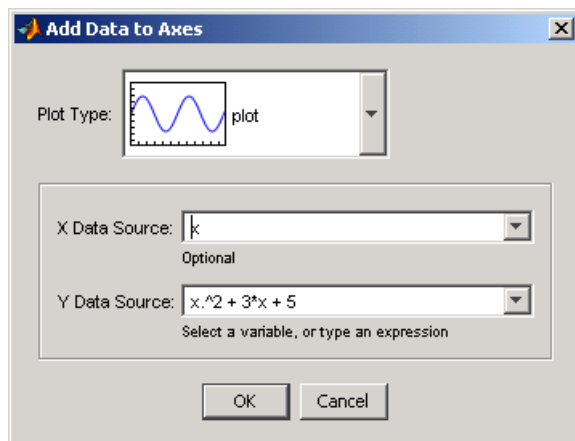 Add Data to Axes
Plot Type: plot
X Data Source: x
Optional
Y Data Source: x.^2 + 3*x + 5
Select a variable, or type an expression
OK Cancel